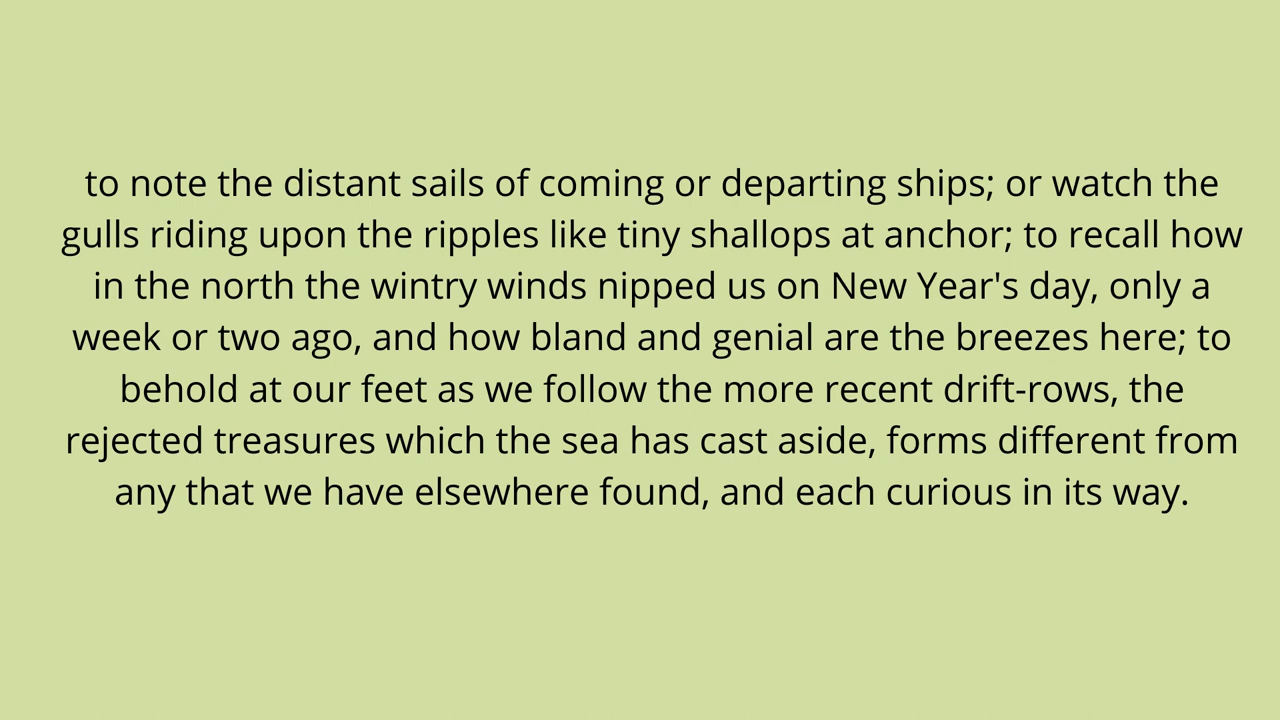 to note the distant sails of coming or departing ships; or watch the
gulls riding upon the ripples like tiny shallops at anchor; to recall how
in the north the wintry winds nipped us on New Year's day, only a
week or two ago, and how bland and genial are the breezes here; to
behold at our feet as we follow the more recent drift-rows, the
rejected treasures which the sea has cast aside, forms different from
any that we have elsewhere found, and each curious in its way.